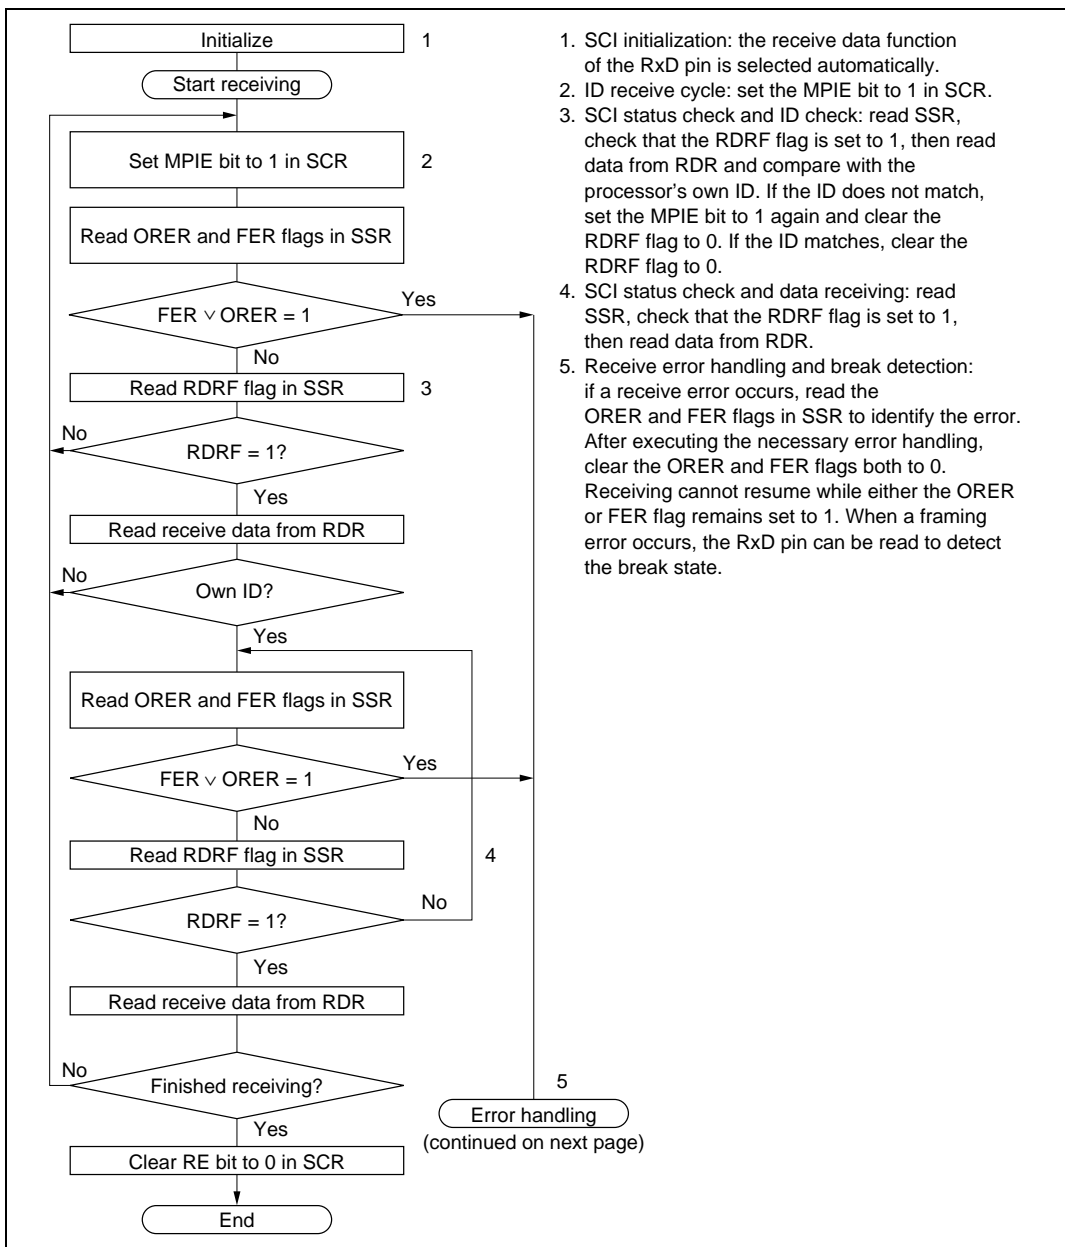 Initialize 1
Start receiving
Set MPIE bit to 1 in SCR 2
Read ORER and FER flags in SSR
FER ∨ ORER = 1 Yes
No
Read RDRF flag in SSR 3
No
RDRF = 1?
Yes
Read receive data from RDR
No
Own ID?
Yes
Read ORER and FER flags in SSR
FER ∨ ORER = 1 Yes
No
Read RDRF flag in SSR 4
RDRF = 1? No
Yes
Read receive data from RDR
No
Finished receiving?
Yes
Clear RE bit to 0 in SCR
End
5
Error handling
(continued on next page)
1. SCI initialization: the receive data function
of the RxD pin is selected automatically.
2. ID receive cycle: set the MPIE bit to 1 in SCR.
3. SCI status check and ID check: read SSR,
check that the RDRF flag is set to 1, then read
data from RDR and compare with the
processor's own ID. If the ID does not match,
set the MPIE bit to 1 again and clear the
RDRF flag to 0. If the ID matches, clear the
RDRF flag to 0.
4. SCI status check and data receiving: read
SSR, check that the RDRF flag is set to 1,
then read data from RDR.
5. Receive error handling and break detection:
if a receive error occurs, read the
ORER and FER flags in SSR to identify the error.
After executing the necessary error handling,
clear the ORER and FER flags both to 0.
Receiving cannot resume while either the ORER
or FER flag remains set to 1. When a framing
error occurs, the RxD pin can be read to detect
the break state.